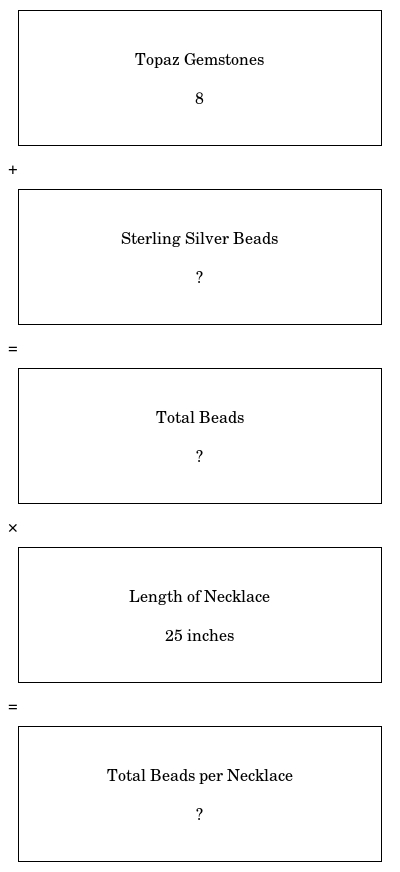 Topaz Gemstones
8
+
Sterling Silver Beads
?
=
Total Beads
?
×
Length of Necklace
25 inches
=
Total Beads per Necklace
?